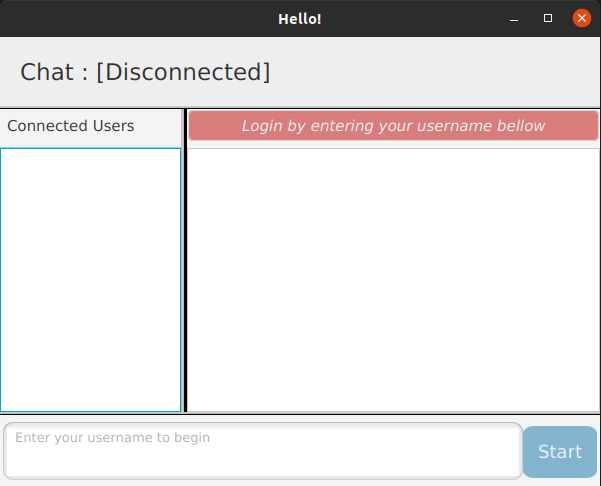 Hello!
Chat : [Disconnected]
Connected Users
Login by entering your username bellow
Enter your username to begin
Start